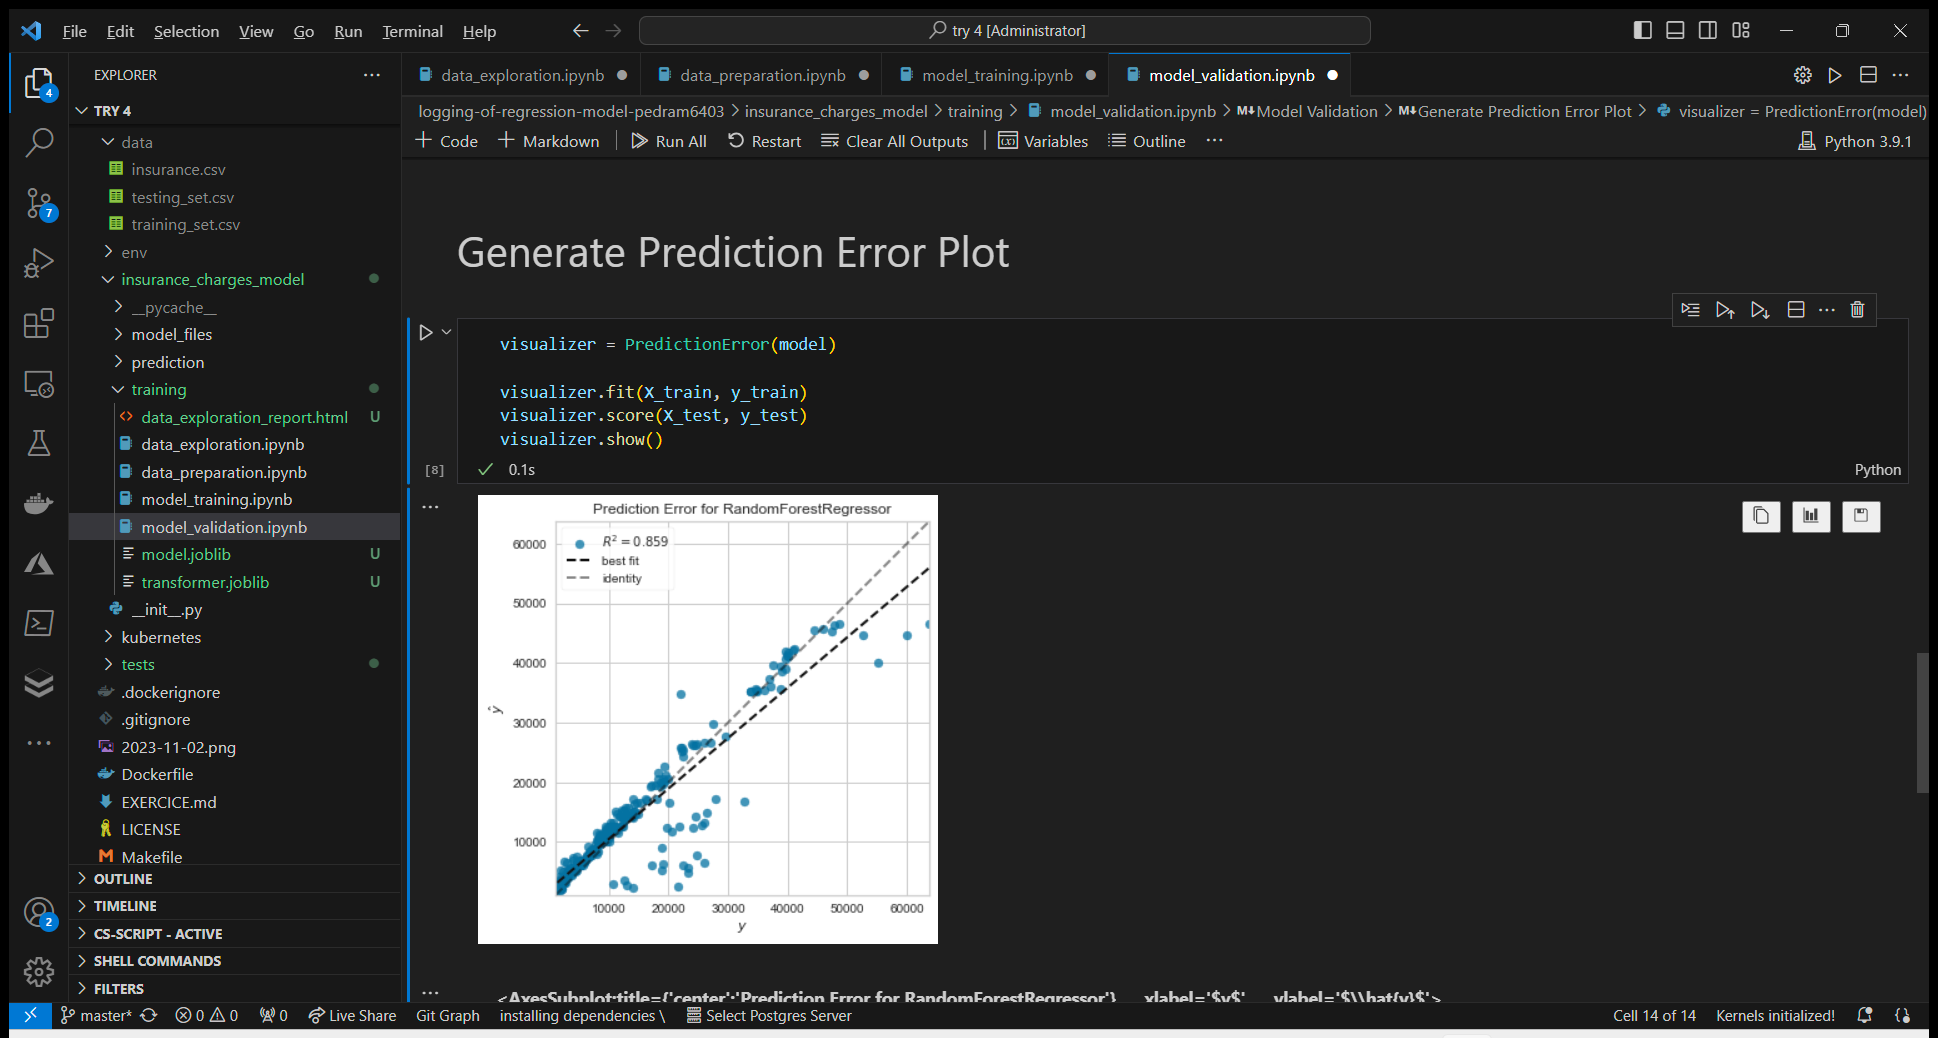 File Edit Selection View Go Run Terminal Help
try 4 [Administrator]
EXPLORER
TRY 4
data
insurance.csv
testing_set.csv
training_set.csv
env
insurance_charges_model
__pycache__
model_files
prediction
training
data_exploration_report.html U
data_exploration.ipynb
data_preparation.ipynb
model_training.ipynb
model_validation.ipynb
model.joblib U
transformer.joblib U
__init__.py
kubernetes
tests
.dockerignore
.gitignore
2023-11-02.png
Dockerfile
EXERCICE.md
LICENSE
Makefile
OUTLINE
TIMELINE
CS-SCRIPT - ACTIVE
SHELL COMMANDS
FILTERS
4
7
2
data_exploration.ipynb data_preparation.ipynb model_training.ipynb model_validation.ipynb
logging-of-regression-model-pedram6403 > insurance_charges_model > training > model_validation.ipynb > M↓Model Validation > M↓Generate Prediction Error Plot > visualizer = PredictionError(model)
+ Code + Markdown Run All Restart Clear All Outputs Variables Outline ... Python 3.9.1
Generate Prediction Error Plot
visualizer = PredictionError(model)
visualizer.fit(X_train, y_train)
visualizer.score(X_test, y_test)
visualizer.show()
[8] 0.1s Python
Prediction Error for RandomForestRegressor
R² = 0.859
best fit
identity
60000
50000
40000
30000
20000
10000
ŷ
10000 20000 30000 40000 50000 60000
y
<AxesSubplot:title={'center':'Prediction Error for RandomForestRegressor'}, xlabel='$y$', ylabel='$\\hat{y}$'>
master* 0 0 0 Live Share Git Graph installing dependencies \ Select Postgres Server Cell 14 of 14 Kernels initialized!